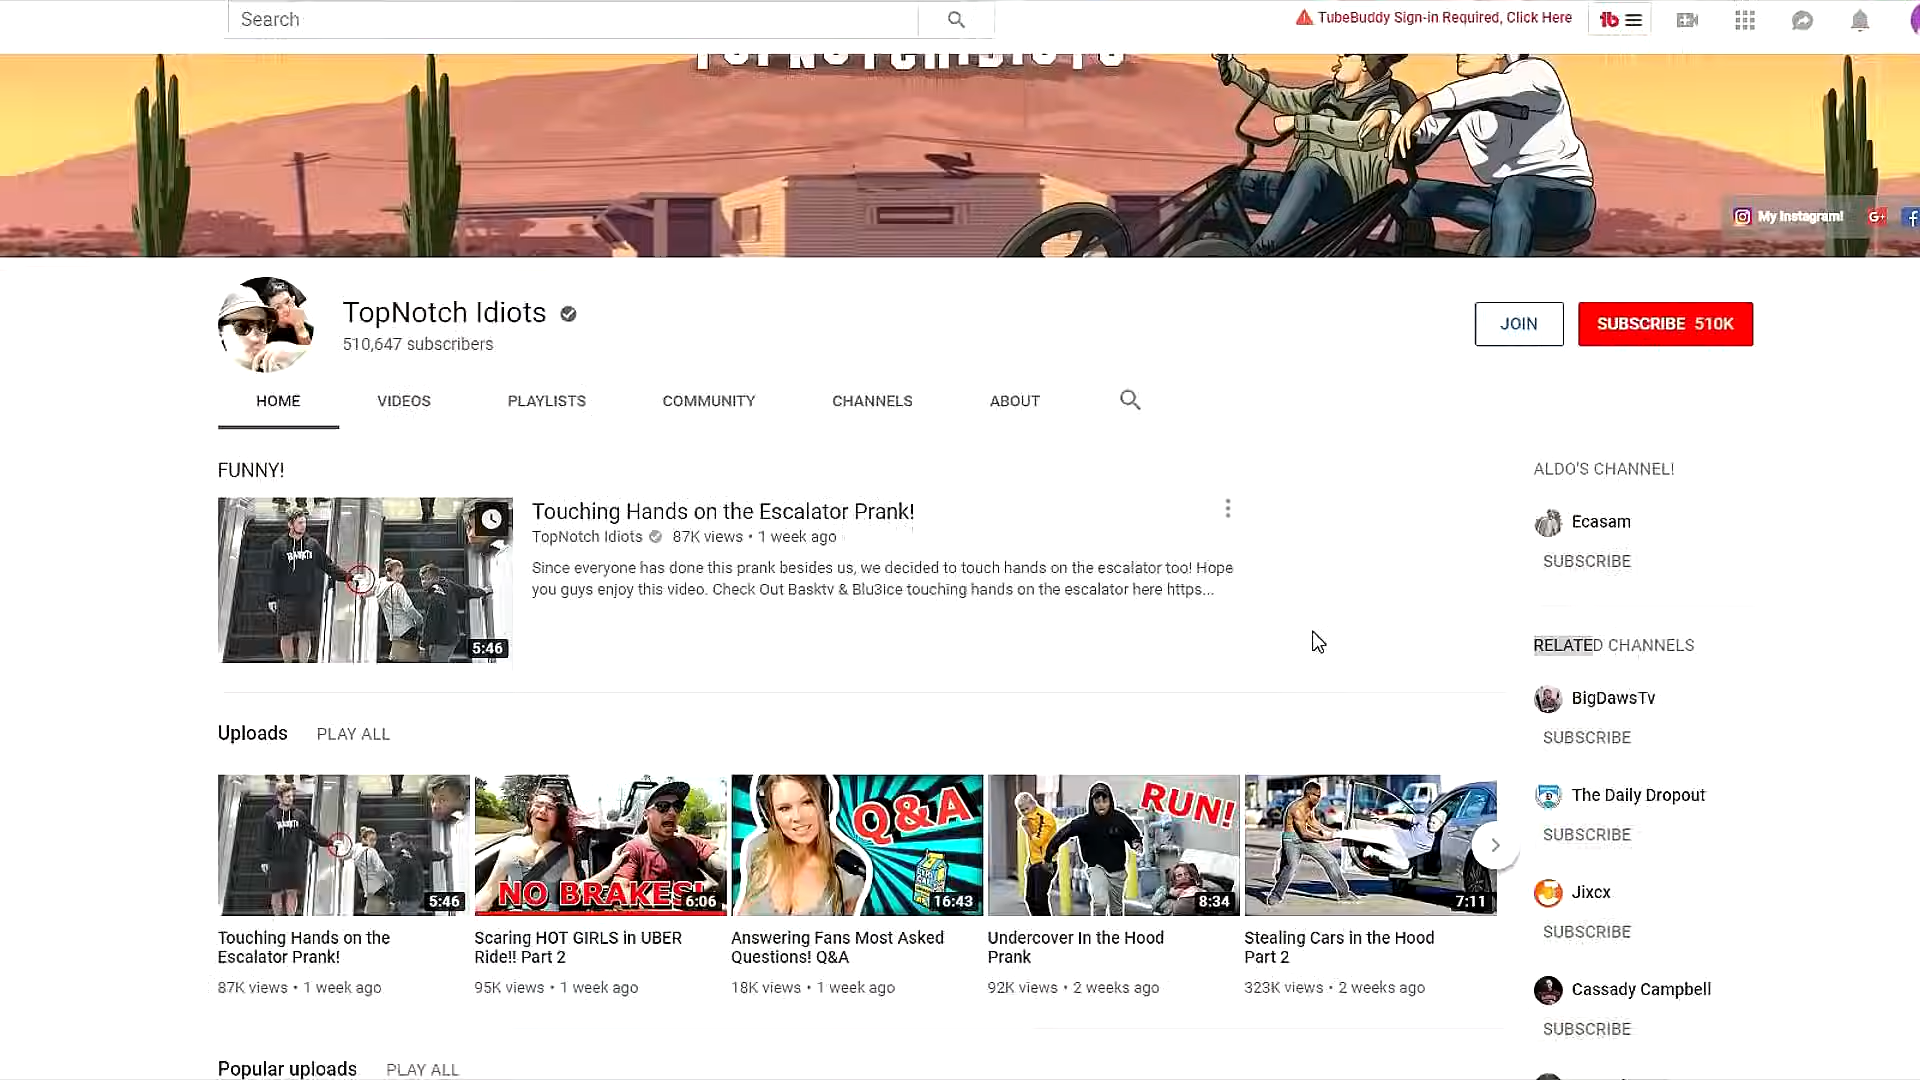 Search
TubeBuddy Sign-in Required, Click Here
TOPNOTCHIDIOTS
My Instagram!
TopNotch Idiots
510,647 subscribers
JOIN
SUBSCRIBE 510K
HOME VIDEOS PLAYLISTS COMMUNITY CHANNELS ABOUT
FUNNY!
5:46
Touching Hands on the Escalator Prank!
TopNotch Idiots 87K views • 1 week ago
Since everyone has done this prank besides us, we decided to touch hands on the escalator too! Hope
you guys enjoy this video. Check Out Basktv & Blu3ice touching hands on the escalator here https...
Uploads PLAY ALL
5:46
Touching Hands on the
Escalator Prank!
87K views • 1 week ago
NO BRAKES!
6:06
Scaring HOT GIRLS in UBER
Ride!! Part 2
95K views • 1 week ago
Q&A
16:43
Answering Fans Most Asked
Questions! Q&A
18K views • 1 week ago
RUN!
8:34
Undercover In the Hood
Prank
92K views • 2 weeks ago
7:11
Stealing Cars in the Hood
Part 2
323K views • 2 weeks ago
Popular uploads PLAY ALL
ALDO'S CHANNEL!
Ecasam
SUBSCRIBE
RELATED CHANNELS
BigDawsTv
SUBSCRIBE
The Daily Dropout
SUBSCRIBE
Jixcx
SUBSCRIBE
Cassady Campbell
SUBSCRIBE